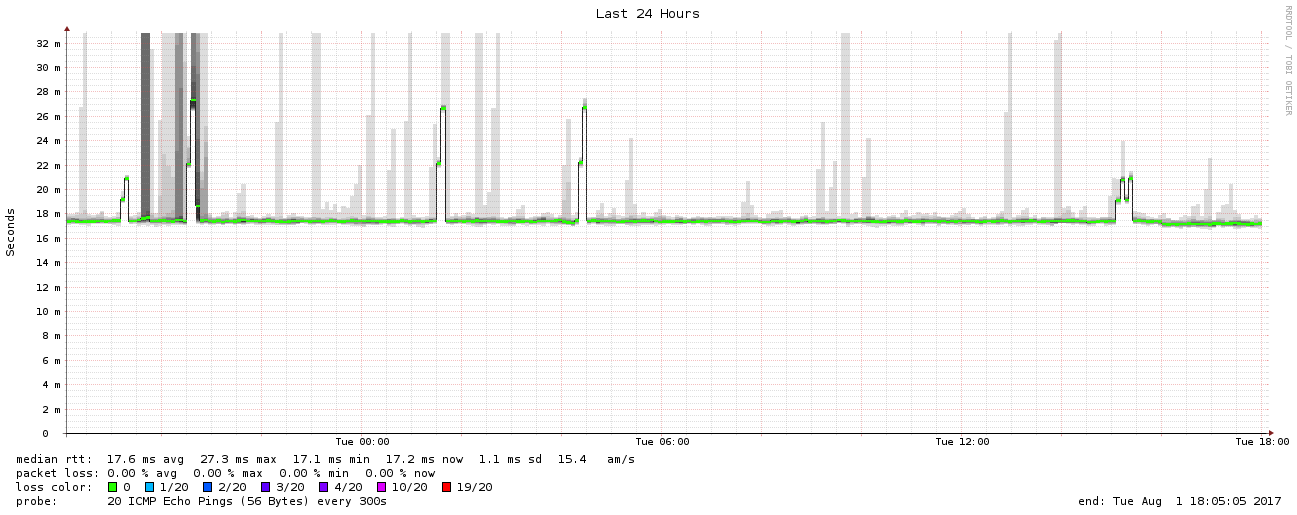 Last 24 Hours
RRDTOOL / TOBI OETIKER
Seconds
32 m
30 m
28 m
26 m
24 m
22 m
20 m
18 m
16 m
14 m
12 m
10 m
8 m
6 m
4 m
2 m
0
Tue 00:00 Tue 06:00 Tue 12:00 Tue 18:00
median rtt: 17.6 ms avg 27.3 ms max 17.1 ms min 17.2 ms now 1.1 ms sd 15.4 am/s
packet loss: 0.00 % avg 0.00 % max 0.00 % min 0.00 % now
loss color: 0 1/20 2/20 3/20 4/20 10/20 19/20
probe: 20 ICMP Echo Pings (56 Bytes) every 300s end: Tue Aug 1 18:05:05 2017